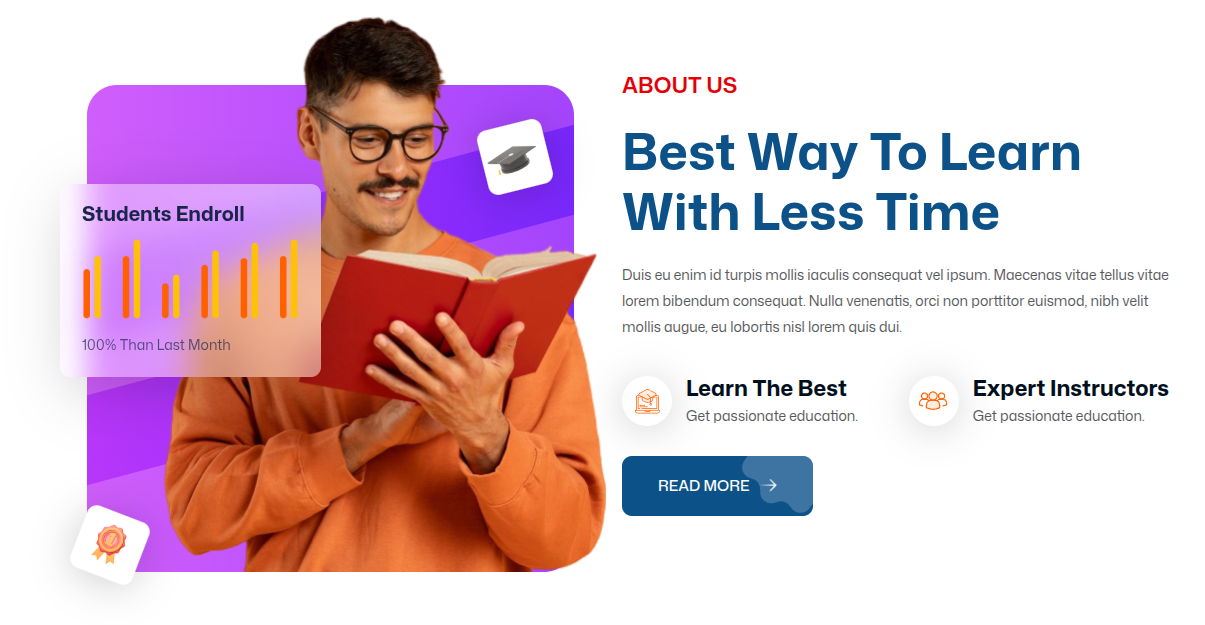 Students Endroll
100% Than Last Month
ABOUT US
Best Way To Learn
With Less Time
Duis eu enim id turpis mollis iaculis consequat vel ipsum. Maecenas vitae tellus vitae
lorem bibendum consequat. Nulla venenatis, orci non porttitor euismod, nibh velit
mollis augue, eu lobortis nisl lorem quis dui.
Learn The Best
Get passionate education.
Expert Instructors
Get passionate education.
READ MORE